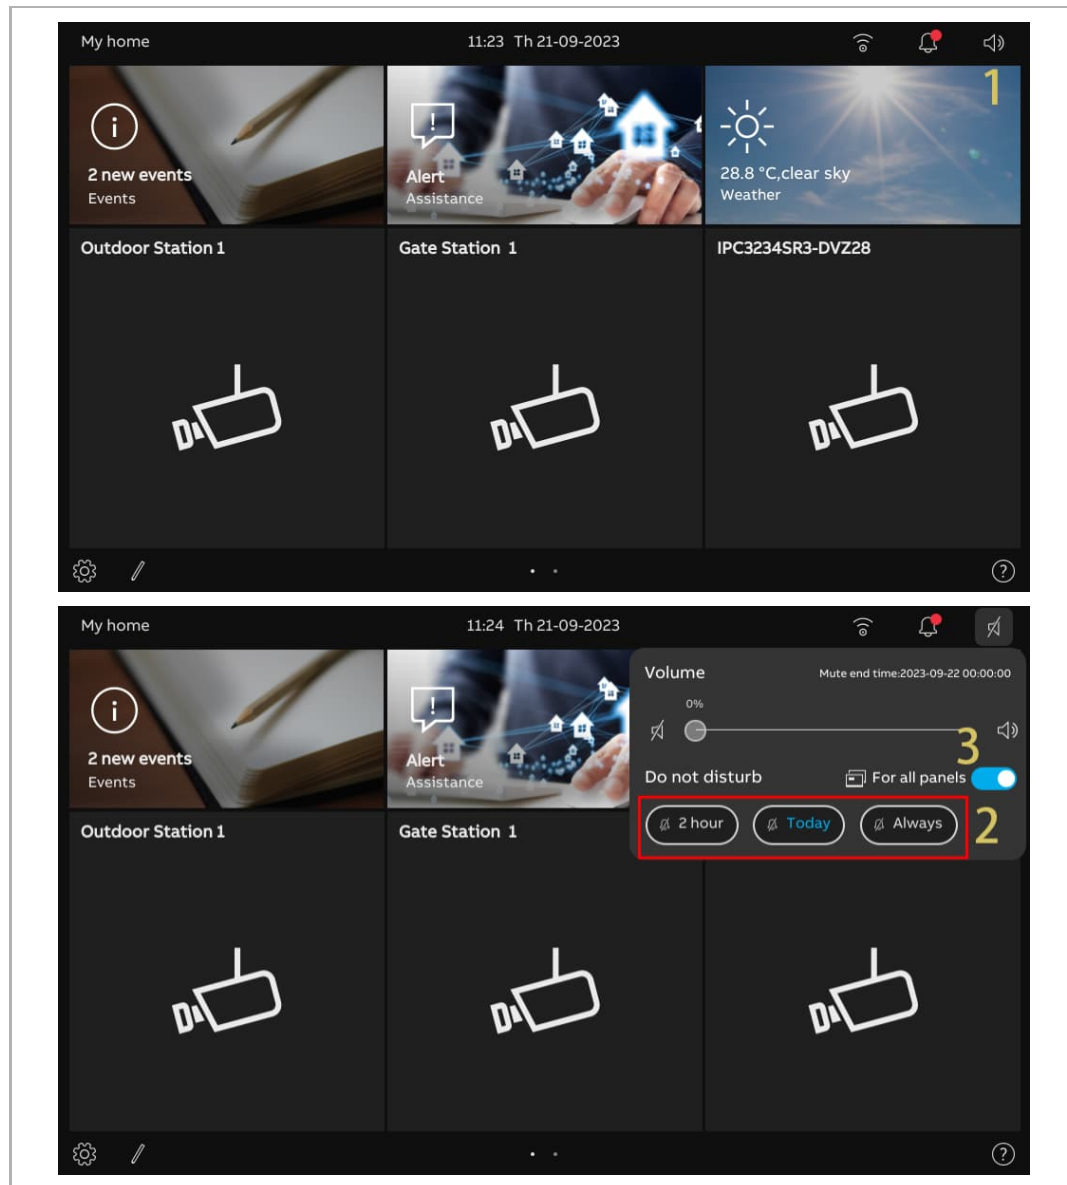 My home
11:23 Th 21-09-2023
1
i
2 new events
Events
!
Alert
Assistance
28.8 °C,clear sky
Weather
Outdoor Station 1
Gate Station 1
IPC3234SR3-DVZ28
?
My home
11:24 Th 21-09-2023
i
2 new events
Events
!
Alert
Assistance
Volume
Mute end time:2023-09-22 00:00:00
0%
3
Do not disturb
For all panels
2 hour
Today
Always
2
Outdoor Station 1
Gate Station 1
?